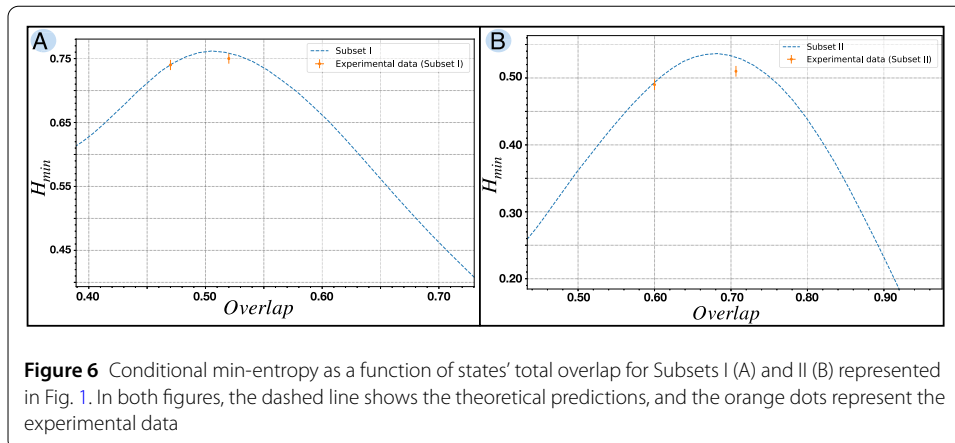 A
Subset I
Experimental data (Subset I)
0.75
0.65
0.55
0.45
H_min
0.40 0.50 0.60 0.70
Overlap
B
Subset II
Experimental data (Subset II)
0.50
0.40
0.30
0.20
H_min
0.50 0.60 0.70 0.80 0.90
Overlap
Figure 6 Conditional min-entropy as a function of states’ total overlap for Subsets I (A) and II (B) represented
in Fig. 1. In both figures, the dashed line shows the theoretical predictions, and the orange dots represent the
experimental data